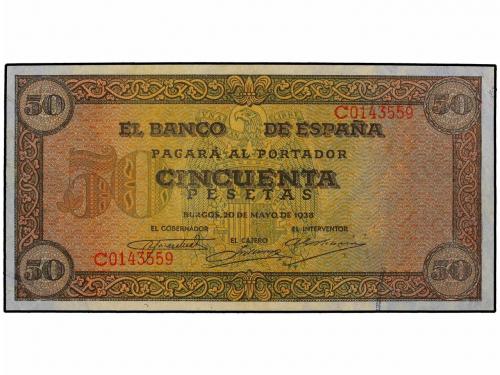 50 50
C0143559
EL BANCO DE ESPAÑA
PAGARÁ AL PORTADOR
50
CINCUENTA
PESETAS
BURGOS, 20 DE MAYO DE 1938
EL GOBERNADOR EL CAJERO EL INTERVENTOR
C0143559
50 50